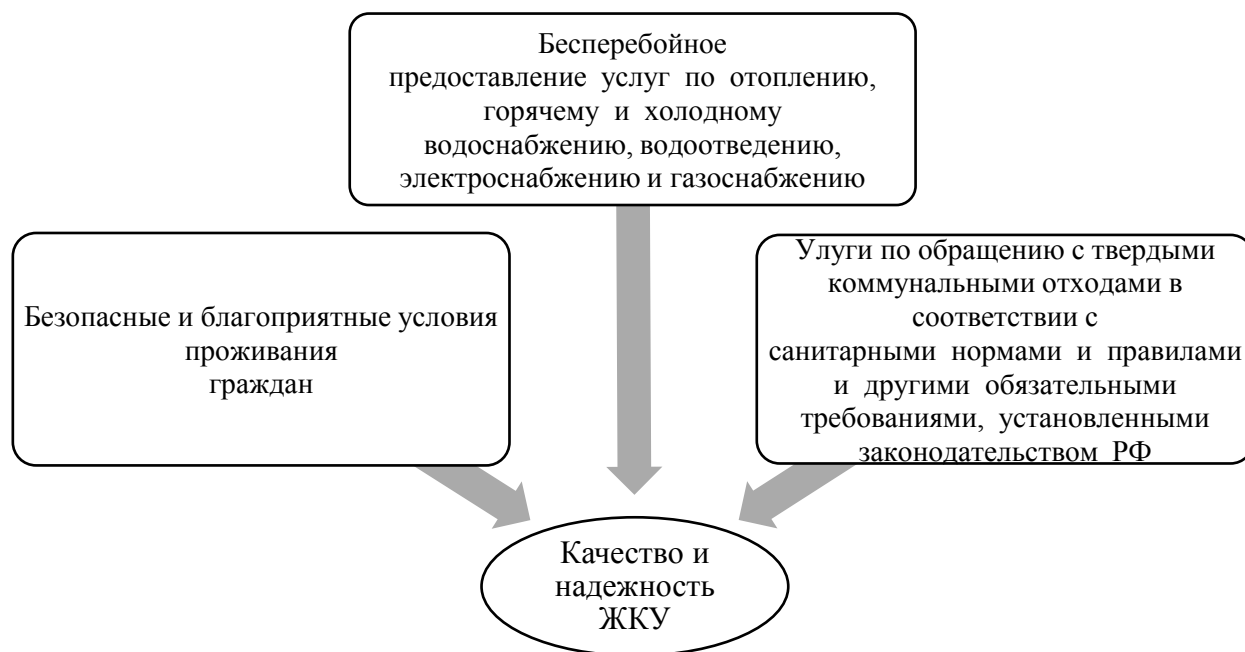 Бесперебойное
предоставление услуг по отоплению,
горячему и холодному
водоснабжению, водоотведению,
электроснабжению и газоснабжению
Безопасные и благоприятные условия
проживания
граждан
Улуги по обращению с твердыми
коммунальными отходами в
соответствии с
санитарными нормами и правилами
и другими обязательными
требованиями, установленными
законодательством РФ
Качество и
надежность
ЖКУ